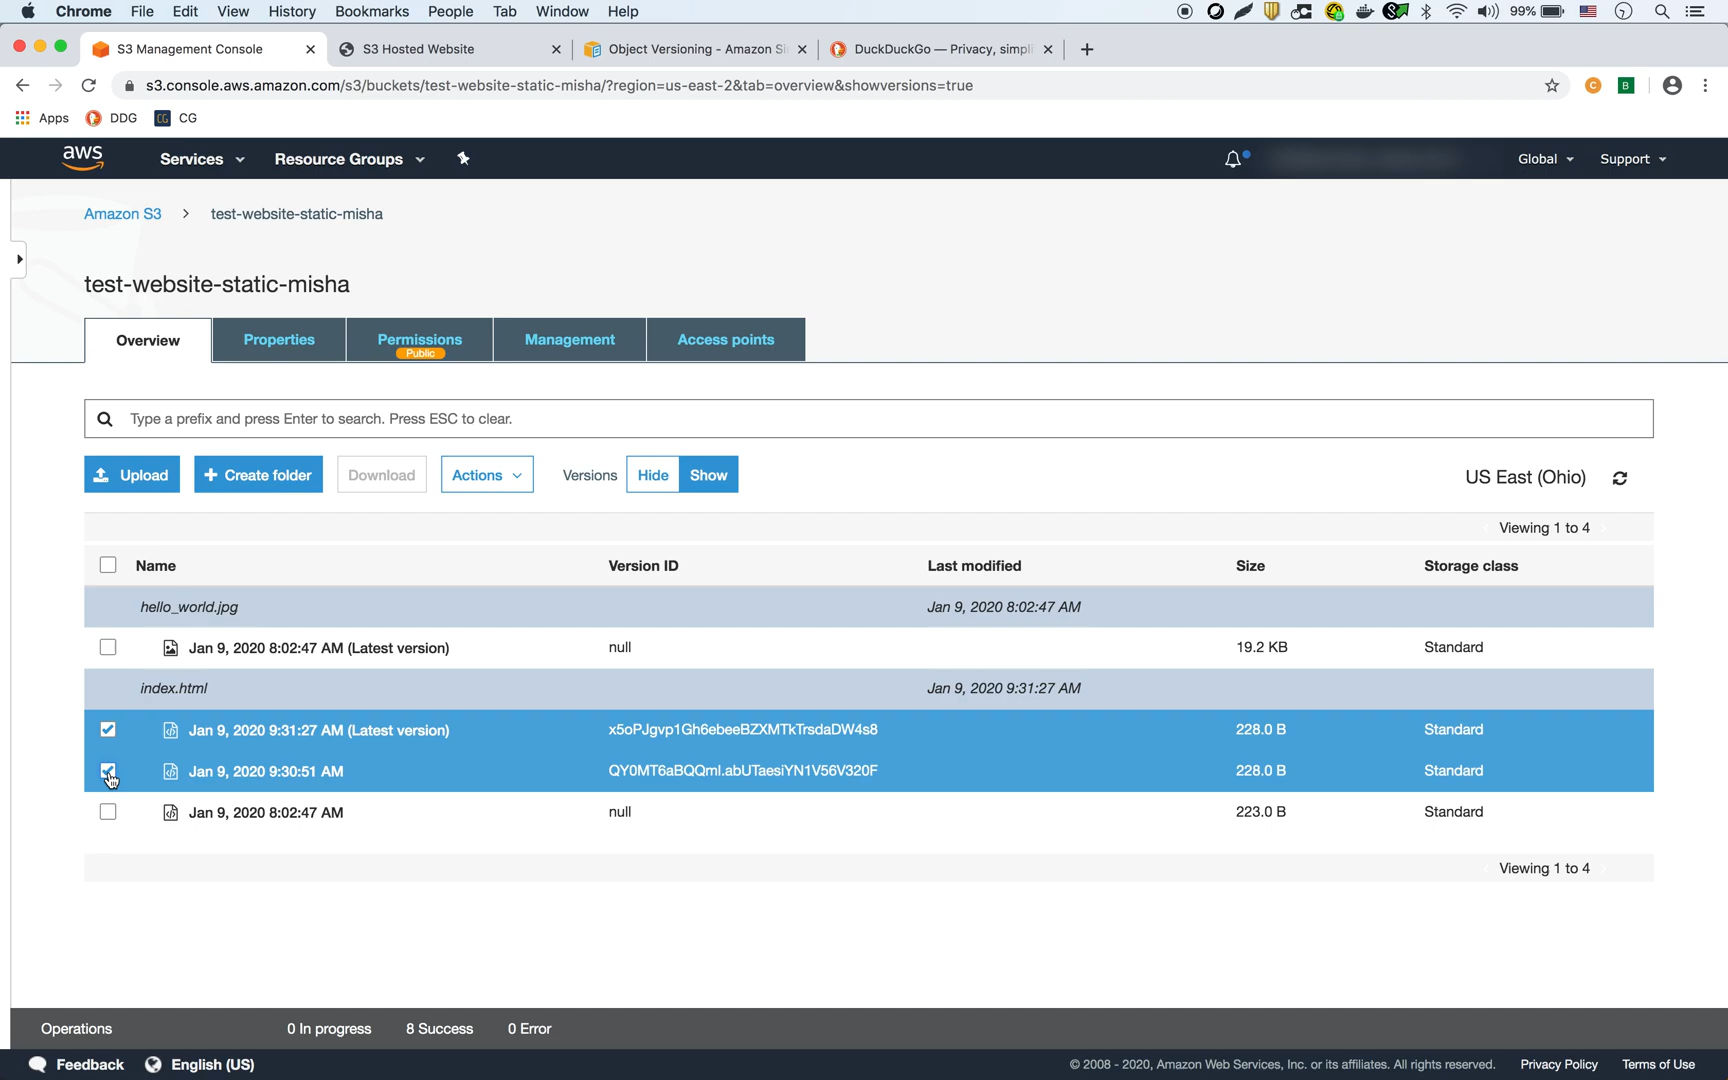 Chrome File Edit View History Bookmarks People Tab Window Help 99%
S3 Management Console S3 Hosted Website Object Versioning - Amazon Si DuckDuckGo — Privacy, simpli
s3.console.aws.amazon.com/s3/buckets/test-website-static-misha/?region=us-east-2&tab=overview&showversions=true
Apps DDG CG CG
aws Services Resource Groups Global Support
Amazon S3 > test-website-static-misha
test-website-static-misha
Overview Properties Permissions Management Access points
Public
Type a prefix and press Enter to search. Press ESC to clear.
Upload + Create folder Download Actions Versions Hide Show US East (Ohio)
Viewing 1 to 4
Name Version ID Last modified Size Storage class
hello_world.jpg Jan 9, 2020 8:02:47 AM
Jan 9, 2020 8:02:47 AM (Latest version) null 19.2 KB Standard
index.html Jan 9, 2020 9:31:27 AM
Jan 9, 2020 9:31:27 AM (Latest version) x5oPJgvp1Gh6ebeeBZXMTkTrsdaDW4s8 228.0 B Standard
Jan 9, 2020 9:30:51 AM QY0MT6aBQQml.abUTaesiYN1V56V320F 228.0 B Standard
Jan 9, 2020 8:02:47 AM null 223.0 B Standard
Viewing 1 to 4
Operations 0 In progress 8 Success 0 Error
Feedback English (US) © 2008 - 2020, Amazon Web Services, Inc. or its affiliates. All rights reserved. Privacy Policy Terms of Use